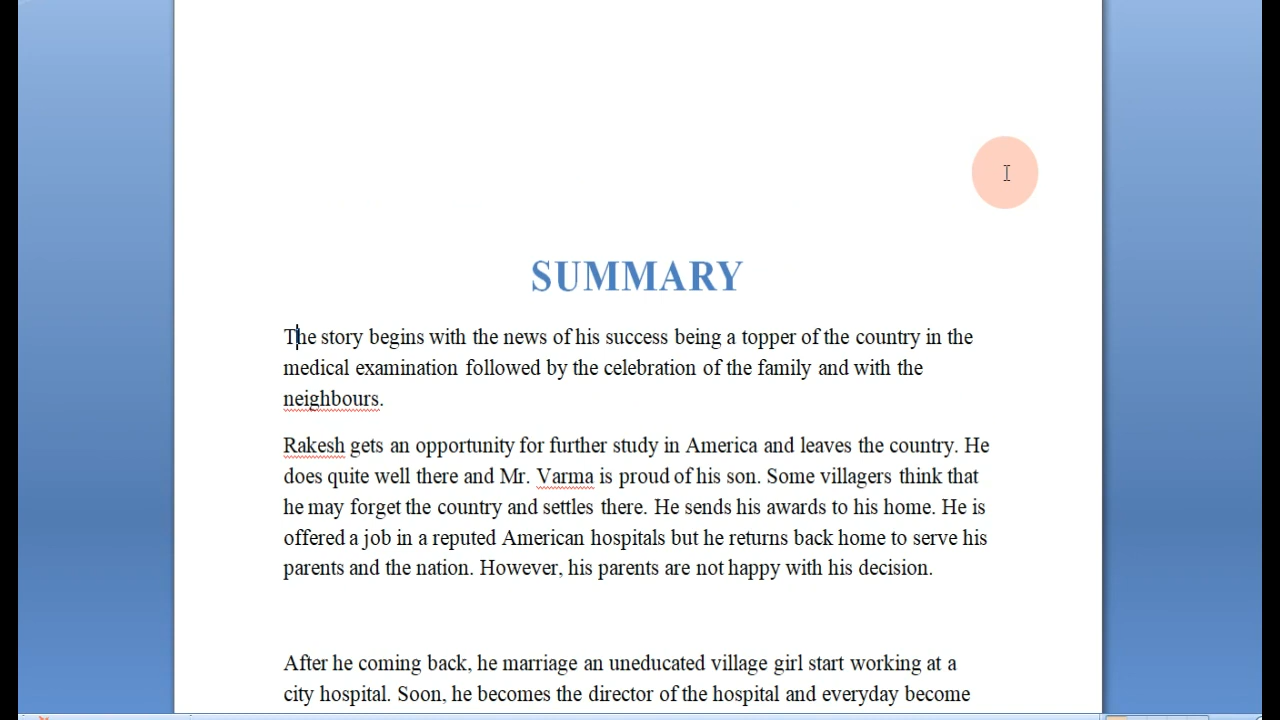 SUMMARY
The story begins with the news of his success being a topper of the country in the
medical examination followed by the celebration of the family and with the
neighbours.
Rakesh gets an opportunity for further study in America and leaves the country. He
does quite well there and Mr. Varma is proud of his son. Some villagers think that
he may forget the country and settles there. He sends his awards to his home. He is
offered a job in a reputed American hospitals but he returns back home to serve his
parents and the nation. However, his parents are not happy with his decision.
After he coming back, he marriage an uneducated village girl start working at a
city hospital. Soon, he becomes the director of the hospital and everyday become